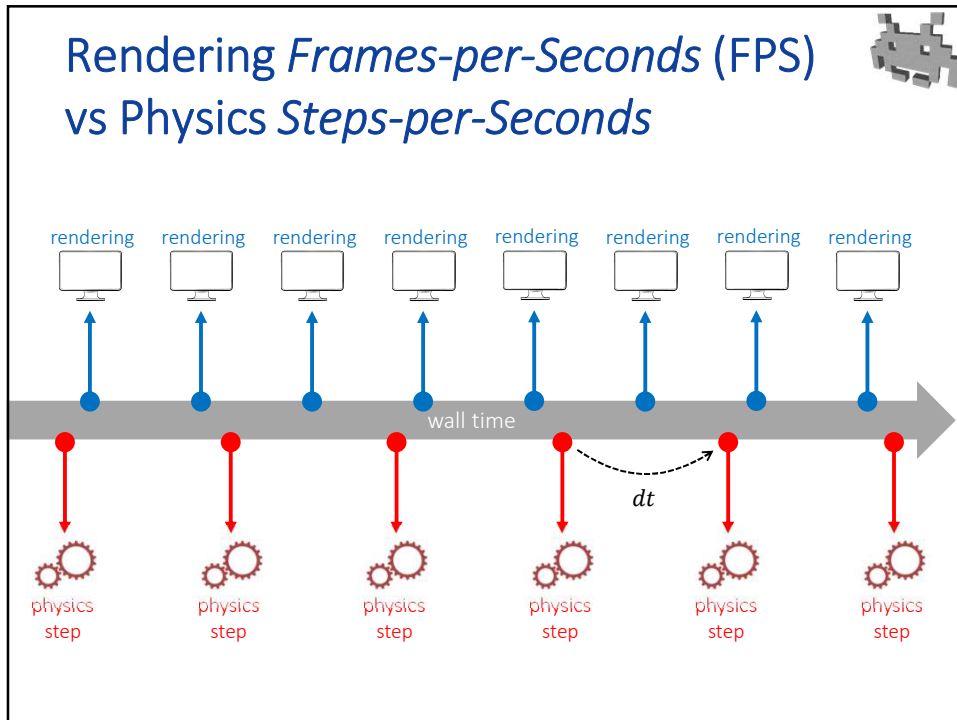 Rendering Frames-per-Seconds (FPS)
vs Physics Steps-per-Seconds
rendering rendering rendering rendering rendering rendering rendering rendering
wall time
dt
physics physics physics physics physics physics
step step step step step step